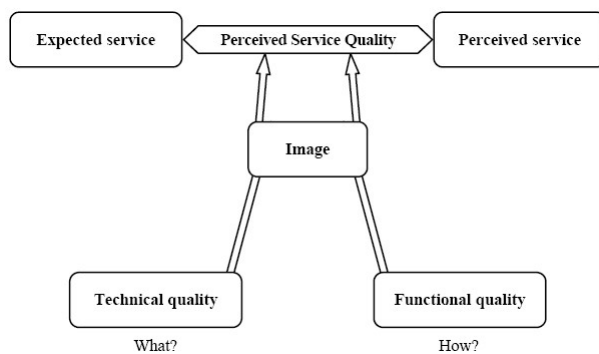 Expected service
Perceived Service Quality
Perceived service
Image
Technical quality
Functional quality
What?
How?